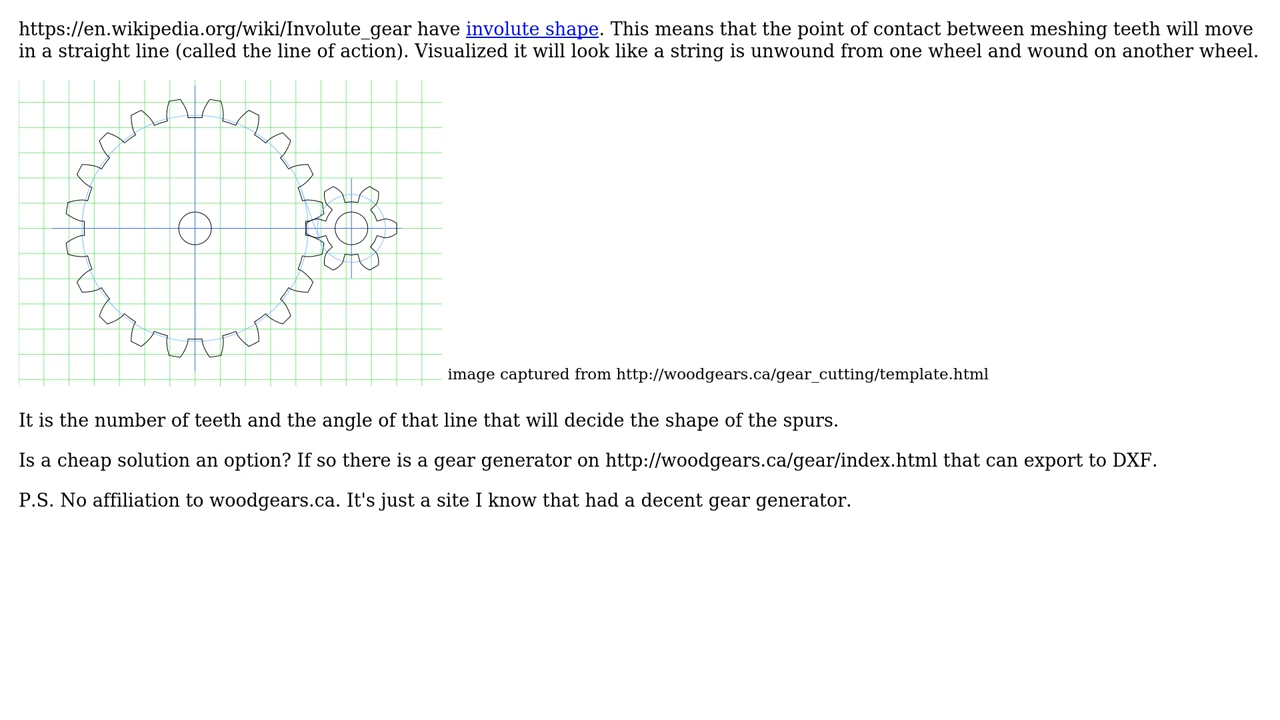 https://en.wikipedia.org/wiki/Involute_gear have involute shape. This means that the point of contact between meshing teeth will move
in a straight line (called the line of action). Visualized it will look like a string is unwound from one wheel and wound on another wheel.
image captured from http://woodgears.ca/gear_cutting/template.html
It is the number of teeth and the angle of that line that will decide the shape of the spurs.
Is a cheap solution an option? If so there is a gear generator on http://woodgears.ca/gear/index.html that can export to DXF.
P.S. No affiliation to woodgears.ca. It's just a site I know that had a decent gear generator.